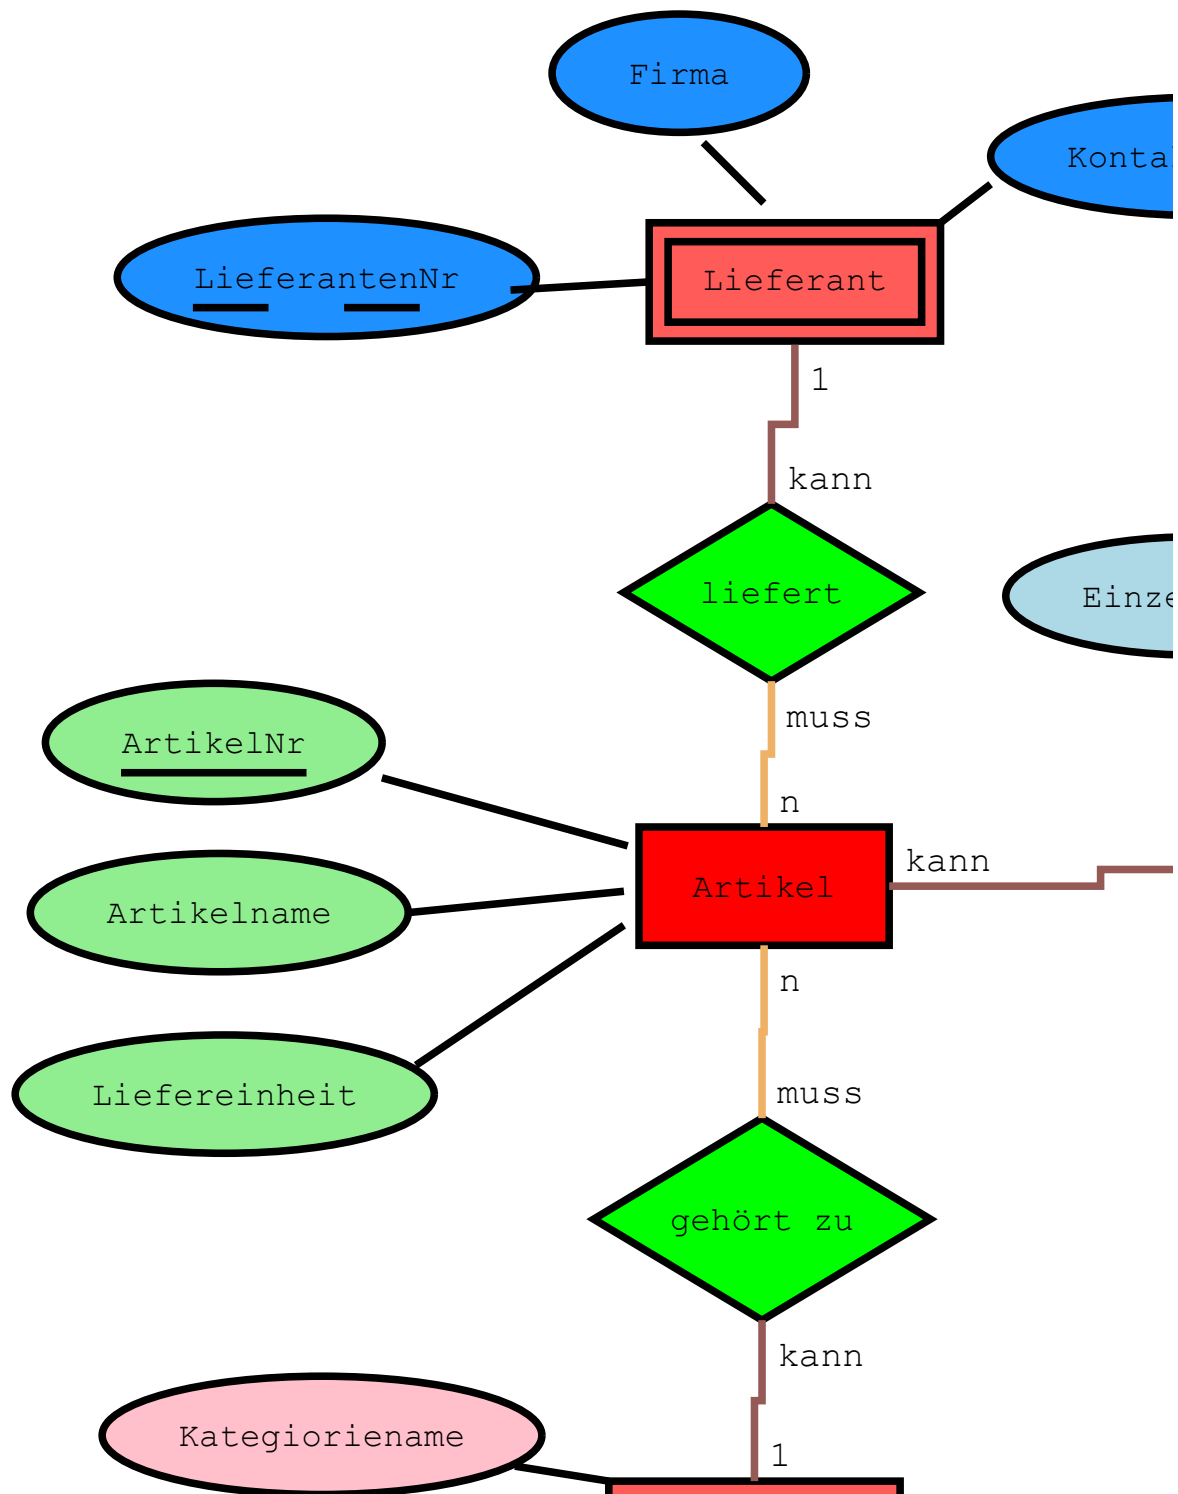 Firma
Konta
LieferantenNr
Lieferant
1
kann
liefert
Einze
muss
ArtikelNr
n
kann
Artikel
Artikelname
n
Liefereinheit
muss
gehört zu
kann
Kategioriename
1